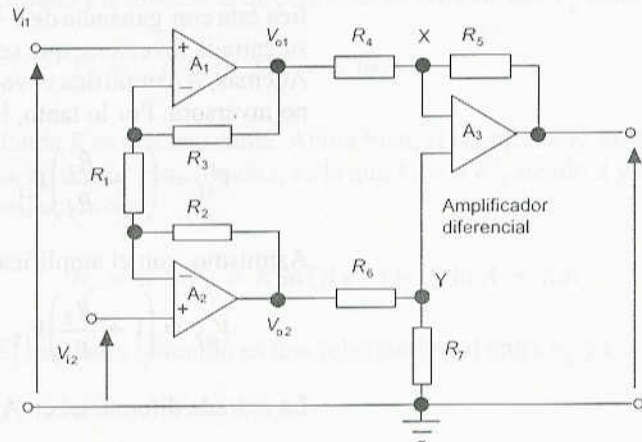 V_i1
+
A_1
V_o1
R_4
X
R_5
A_3
R_3
R_1
R_2
Amplificador
diferencial
−
A_2
R_6
Y
+
V_o2
V_i2
R_7